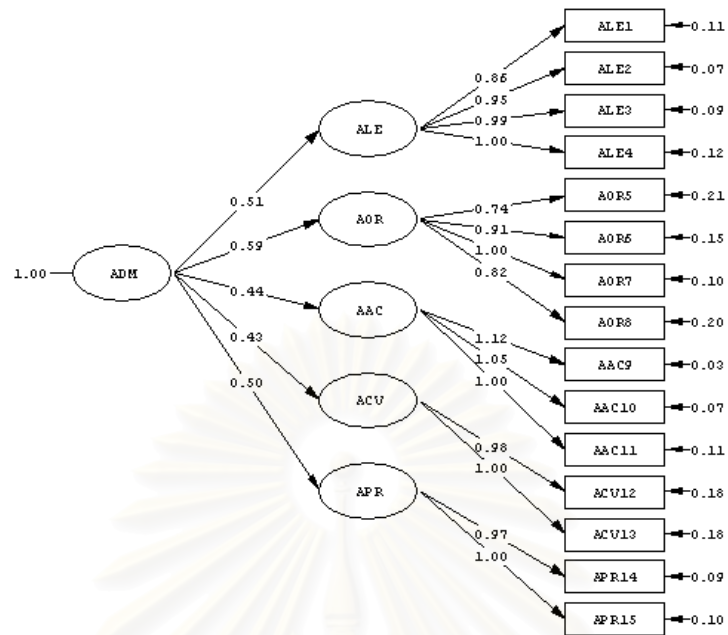 ALE1
0.11
0.86
ALE2
0.07
0.95
ALE
ALE3
0.09
0.99
ALE4
0.12
1.00
0.51
AOR5
0.21
0.74
AOR
AOR6
0.15
0.91
0.59
1.00
ADM
1.00
AOR7
0.10
0.82
0.44
AAC
AOR8
0.20
1.12
0.43
AAC9
0.03
1.05
1.00
0.50
ACV
AAC10
0.07
AAC11
0.11
0.98
1.00
APR
ACV12
0.18
ACV13
0.18
0.97
1.00
APR14
0.09
APR15
0.10